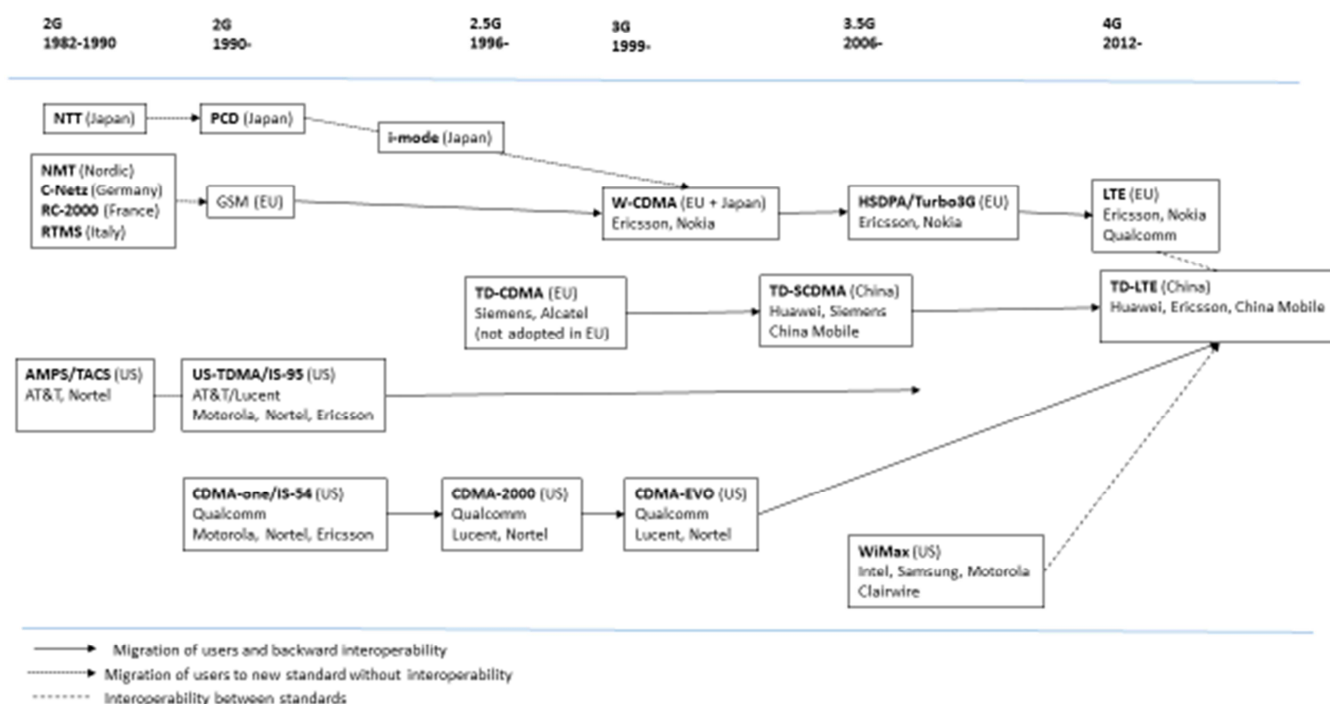 2G
1982-1990
2G
1990-
2.5G
1996-
3G
1999-
3.5G
2006-
4G
2012-
NTT (Japan)
PCD (Japan)
i-mode (Japan)
NMT (Nordic)
C-Netz (Germany)
RC-2000 (France)
RTMS (Italy)
GSM (EU)
W-CDMA (EU + Japan)
Ericsson, Nokia
HSDPA/Turbo3G (EU)
Ericsson, Nokia
LTE (EU)
Ericsson, Nokia
Qualcomm
TD-CDMA (EU)
Siemens, Alcatel
(not adopted in EU)
TD-SCDMA (China)
Huawei, Siemens
China Mobile
TD-LTE (China)
Huawei, Ericsson, China Mobile
AMPS/TACS (US)
AT&T, Nortel
US-TDMA/IS-95 (US)
AT&T/Lucent
Motorola, Nortel, Ericsson
CDMA-one/IS-54 (US)
Qualcomm
Motorola, Nortel, Ericsson
CDMA-2000 (US)
Qualcomm
Lucent, Nortel
CDMA-EVO (US)
Qualcomm
Lucent, Nortel
WiMax (US)
Intel, Samsung, Motorola
Clairwire
Migration of users and backward interoperability
Migration of users to new standard without interoperability
Interoperability between standards